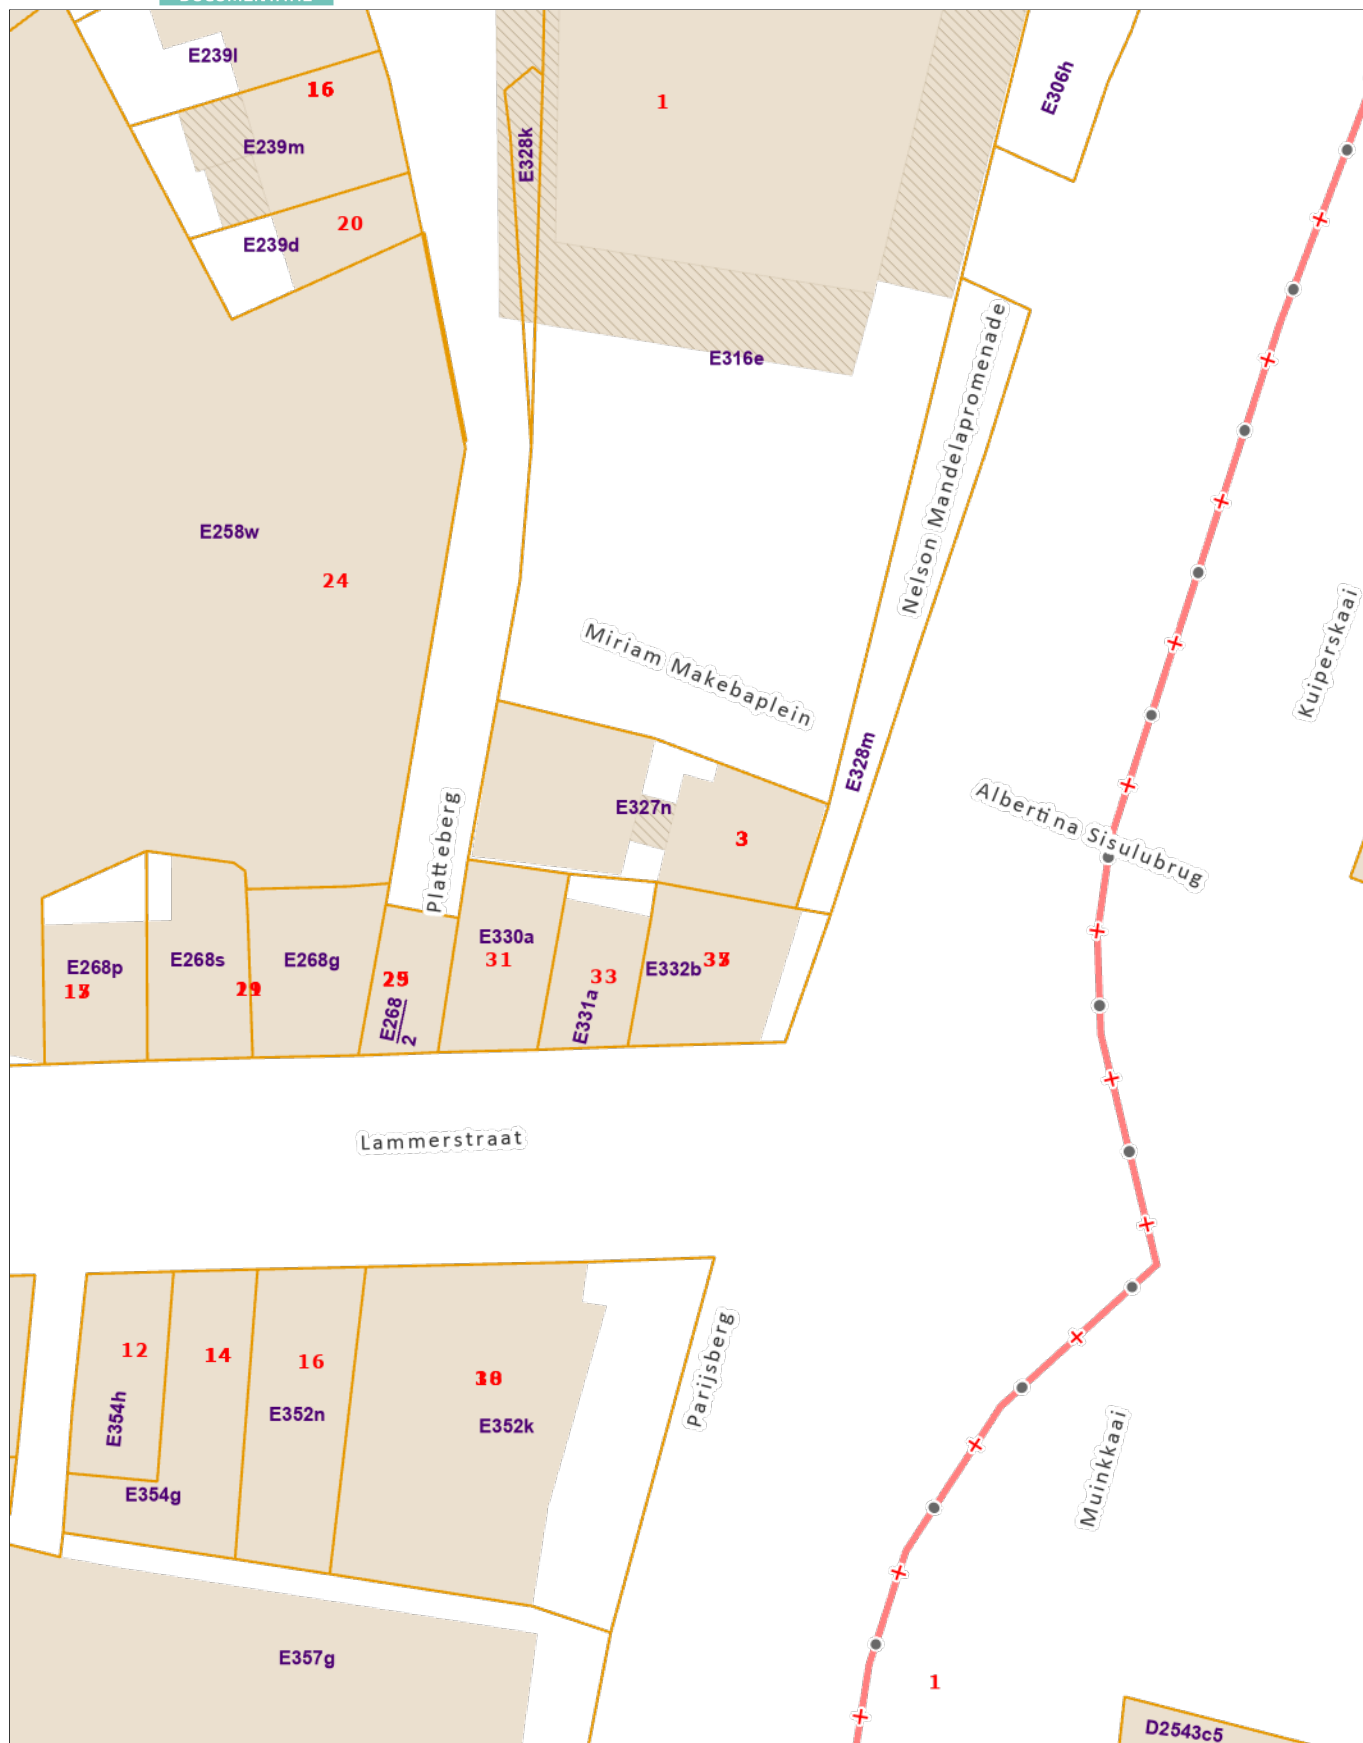 E239l
16
1
E306h
E328k
E239m
20
E239d
Nelson Mandelapromenade
E316e
E258w
24
Miriam Makebaplein
Kuiperskaai
E328m
Albertina Sisulubrug
Platteberg
E327n
3
E330a
31
E268p
E268s
E268g
33
E332b
E331a
E268
2
Lammerstraat
Parijsberg
12
14
16
E354h
E352n
E352k
E354g
Muinkkaai
E357g
1
D2543c5